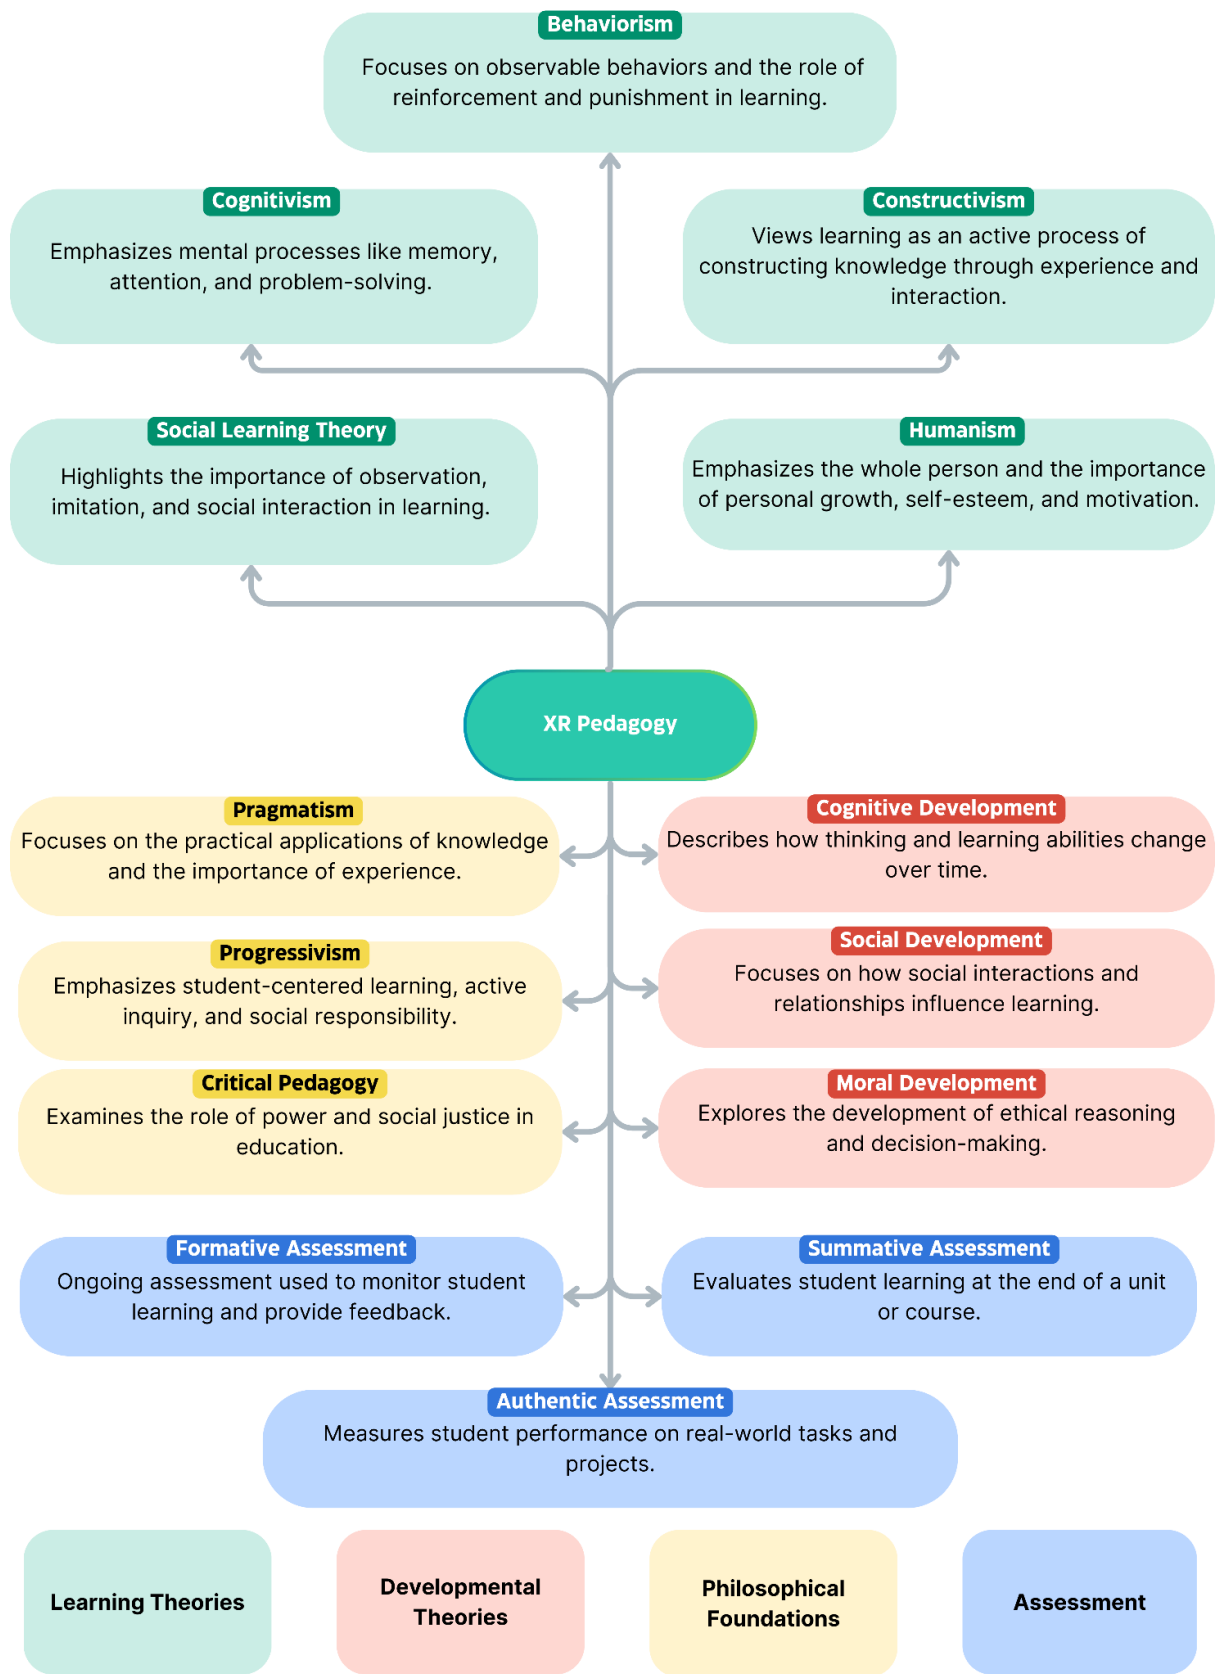 Behaviorism
Focuses on observable behaviors and the role of
reinforcement and punishment in learning.
Cognitivism
Emphasizes mental processes like memory,
attention, and problem-solving.
Constructivism
Views learning as an active process of
constructing knowledge through experience and
interaction.
Social Learning Theory
Highlights the importance of observation,
imitation, and social interaction in learning.
Humanism
Emphasizes the whole person and the importance
of personal growth, self-esteem, and motivation.
XR Pedagogy
Pragmatism
Focuses on the practical applications of knowledge
and the importance of experience.
Cognitive Development
Describes how thinking and learning abilities change
over time.
Progressivism
Emphasizes student-centered learning, active
inquiry, and social responsibility.
Social Development
Focuses on how social interactions and
relationships influence learning.
Critical Pedagogy
Examines the role of power and social justice in
education.
Moral Development
Explores the development of ethical reasoning
and decision-making.
Formative Assessment
Ongoing assessment used to monitor student
learning and provide feedback.
Summative Assessment
Evaluates student learning at the end of a unit
or course.
Authentic Assessment
Measures student performance on real-world tasks and
projects.
Learning Theories
Developmental
Theories
Philosophical
Foundations
Assessment